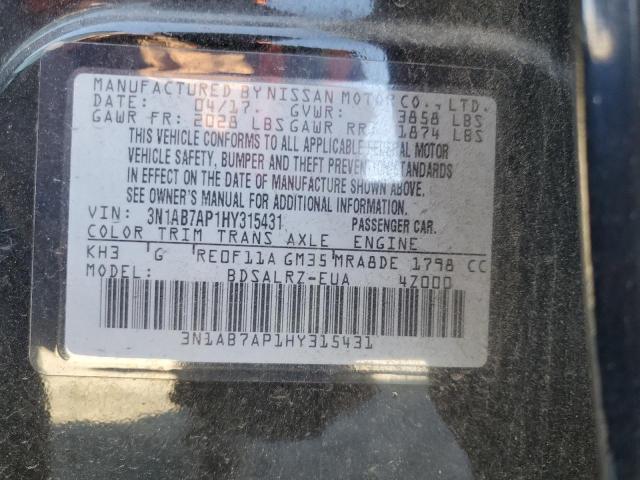 MANUFACTURED BY NISSAN MOTOR CO., LTD.
DATE: 04/17 GVWR: 3858 LBS
GAWR FR: 2028 LBS GAWR RR: 1874 LBS
THIS VEHICLE CONFORMS TO ALL APPLICABLE FEDERAL MOTOR
VEHICLE SAFETY, BUMPER AND THEFT PREVENTION STANDARDS
IN EFFECT ON THE DATE OF MANUFACTURE SHOWN ABOVE.
SEE OWNER'S MANUAL FOR ADDITIONAL INFORMATION.
VIN: 3N1AB7AP1HY315431 PASSENGER CAR.
COLOR TRIM TRANS AXLE ENGINE
KH3 G RE0F11A GM35 MRA8DE 1798 CC
MODEL: BDSALRZ-EUA 4Z000
3N1AB7AP1HY315431